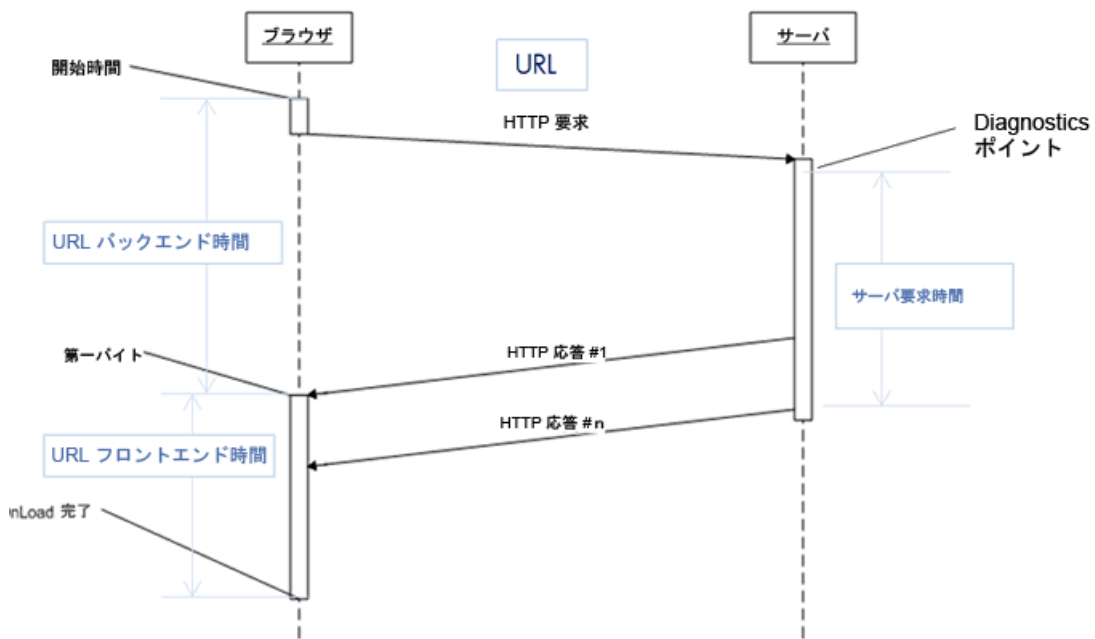 ブラウザ
サーバ
URL
開始時間
HTTP 要求
Diagnostics
ポイント
URL バックエンド時間
サーバ要求時間
第一バイト
HTTP 応答 #1
HTTP 応答 #n
URL フロントエンド時間
nLoad 完了